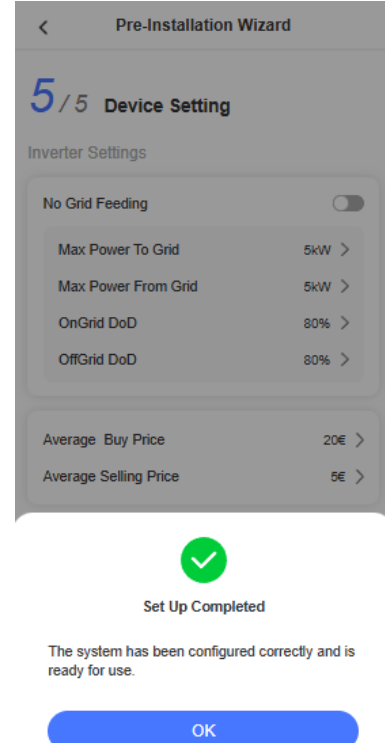 Pre-Installation Wizard
5/5 Device Setting
Inverter Settings
No Grid Feeding
Max Power To Grid 5kW
Max Power From Grid 5kW
OnGrid DoD 80%
OffGrid DoD 80%
Average Buy Price 20€
Average Selling Price 5€
Set Up Completed
The system has been configured correctly and is
ready for use.
OK